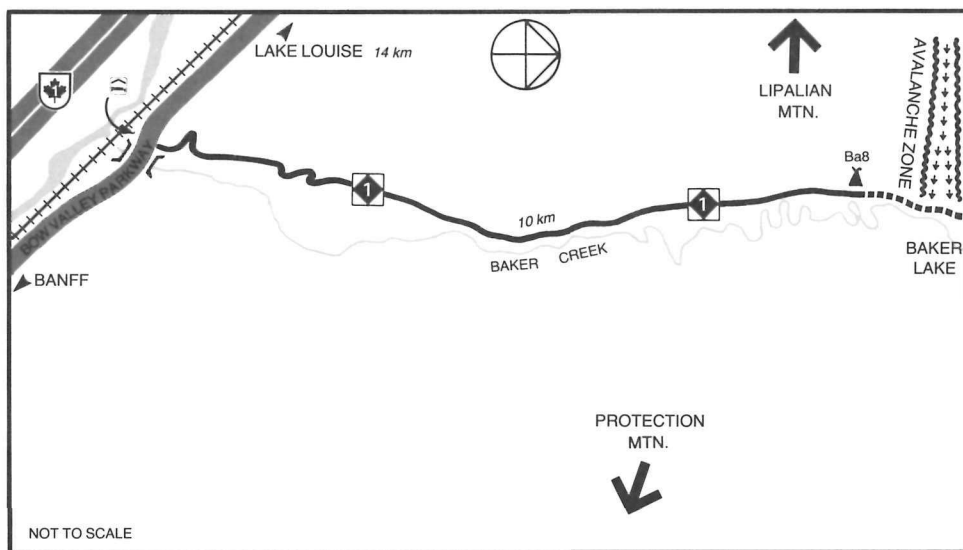 LAKE LOUISE 14 km
1
LIPALIAN
MTN.
AVALANCHE ZONE
BOW VALLEY PARKWAY
Ba8
1
1
10 km
BAKER CREEK
BAKER
LAKE
BANFF
PROTECTION
MTN.
NOT TO SCALE